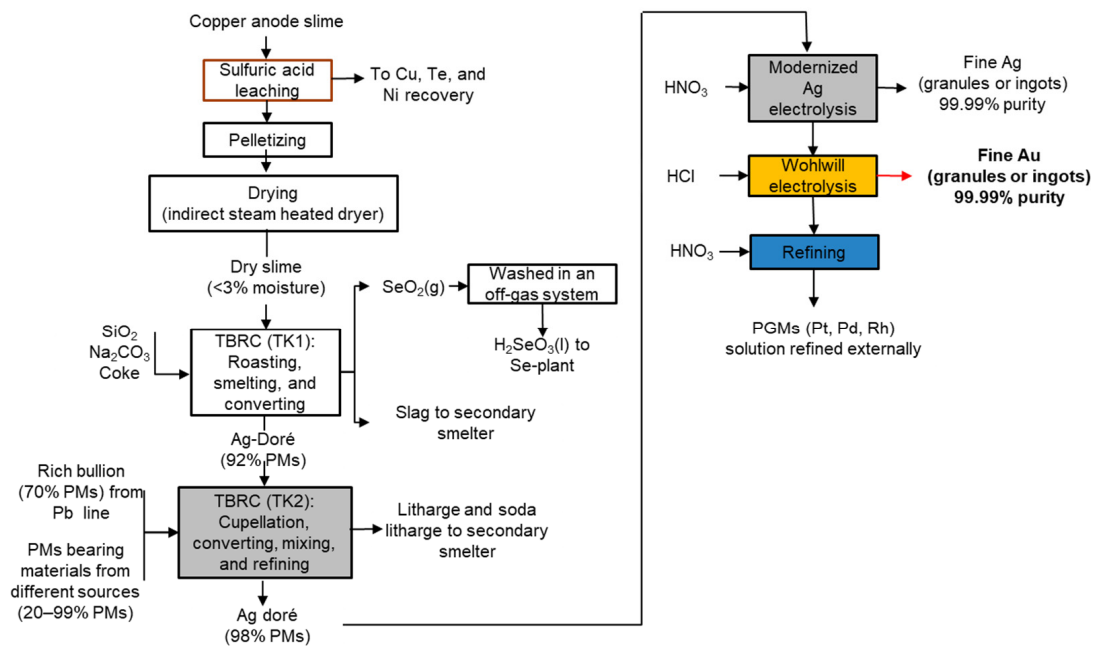 Copper anode slime
Sulfuric acid
leaching
To Cu, Te, and
Ni recovery
Pelletizing
Drying
(indirect steam heated dryer)
Dry slime
(<3% moisture)
SeO₂(g)
Washed in an
off-gas system
H₂SeO₃(l) to
Se-plant
SiO₂
Na₂CO₃
Coke
TBRC (TK1):
Roasting,
smelting, and
converting
Slag to secondary
smelter
Ag-Doré
(92% PMs)
Rich bullion
(70% PMs) from
Pb line
PMs bearing
materials from
different sources
(20–99% PMs)
TBRC (TK2):
Cupellation,
converting, mixing,
and refining
Litharge and soda
litharge to secondary
smelter
Ag doré
(98% PMs)
HNO₃
Modernized
Ag
electrolysis
Fine Ag
(granules or ingots)
99.99% purity
HCl
Wohlwill
electrolysis
Fine Au
(granules or ingots)
99.99% purity
HNO₃
Refining
PGMs (Pt, Pd, Rh)
solution refined externally